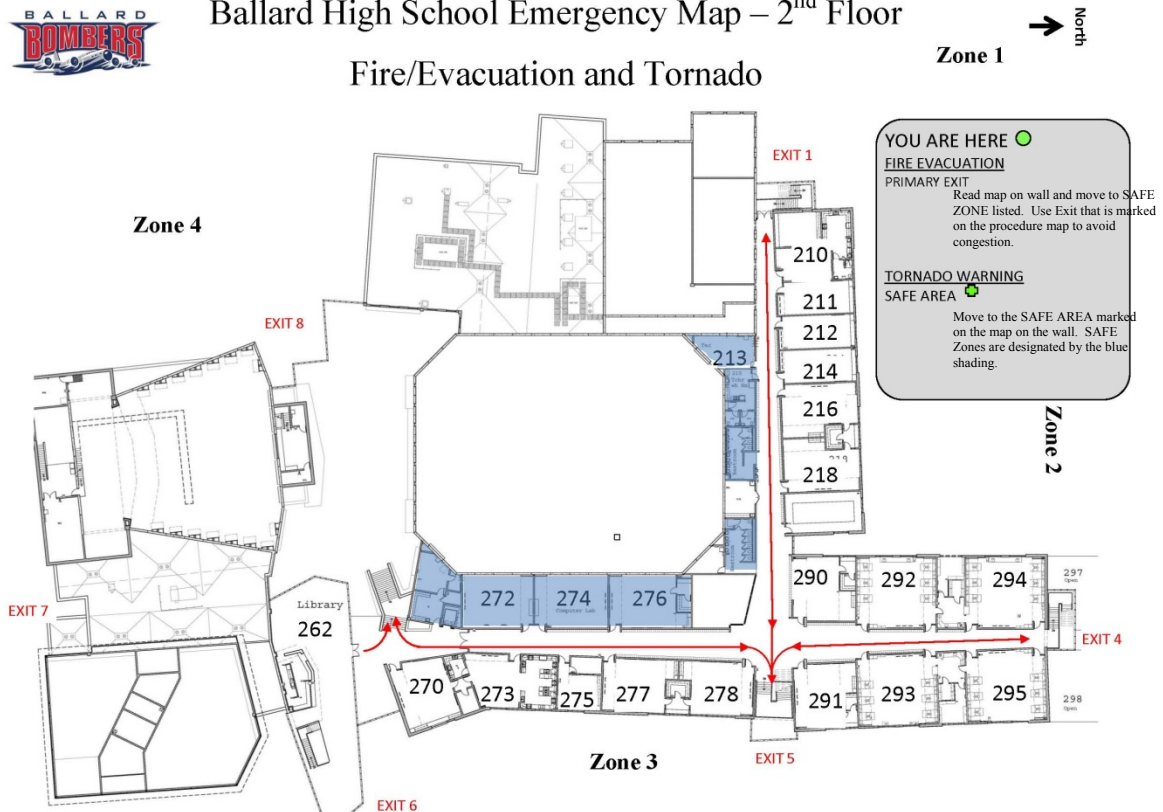 BALLARD
BOMBERS
Ballard High School Emergency Map – 2nd Floor
Fire/Evacuation and Tornado
North
Zone 1
YOU ARE HERE
FIRE EVACUATION
PRIMARY EXIT
Read map on wall and move to SAFE
ZONE listed. Use Exit that is marked
on the procedure map to avoid
congestion.
TORNADO WARNING
SAFE AREA
Move to the SAFE AREA marked
on the map on the wall. SAFE
Zones are designated by the blue
shading.
EXIT 1
Zone 4
210
211
EXIT 8
212
213
214
216
Zone 2
218
290
292
294
297
Open
272
274
Computer Lab
276
Library
262
EXIT 7
EXIT 4
270
273
275
277
278
291
293
295
298
Open
Zone 3
EXIT 5
EXIT 6